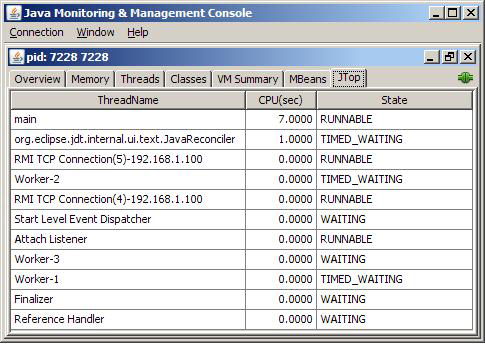 Java Monitoring & Management Console
Connection Window Help
pid: 7228 7228
Overview Memory Threads Classes VM Summary MBeans JTop
ThreadName CPU(sec) State
main 7.0000 RUNNABLE
org.eclipse.jdt.internal.ui.text.JavaReconciler 1.0000 TIMED_WAITING
RMI TCP Connection(5)-192.168.1.100 0.0000 RUNNABLE
Worker-2 0.0000 TIMED_WAITING
RMI TCP Connection(4)-192.168.1.100 0.0000 RUNNABLE
Start Level Event Dispatcher 0.0000 WAITING
Attach Listener 0.0000 RUNNABLE
Worker-3 0.0000 WAITING
Worker-1 0.0000 TIMED_WAITING
Finalizer 0.0000 WAITING
Reference Handler 0.0000 WAITING